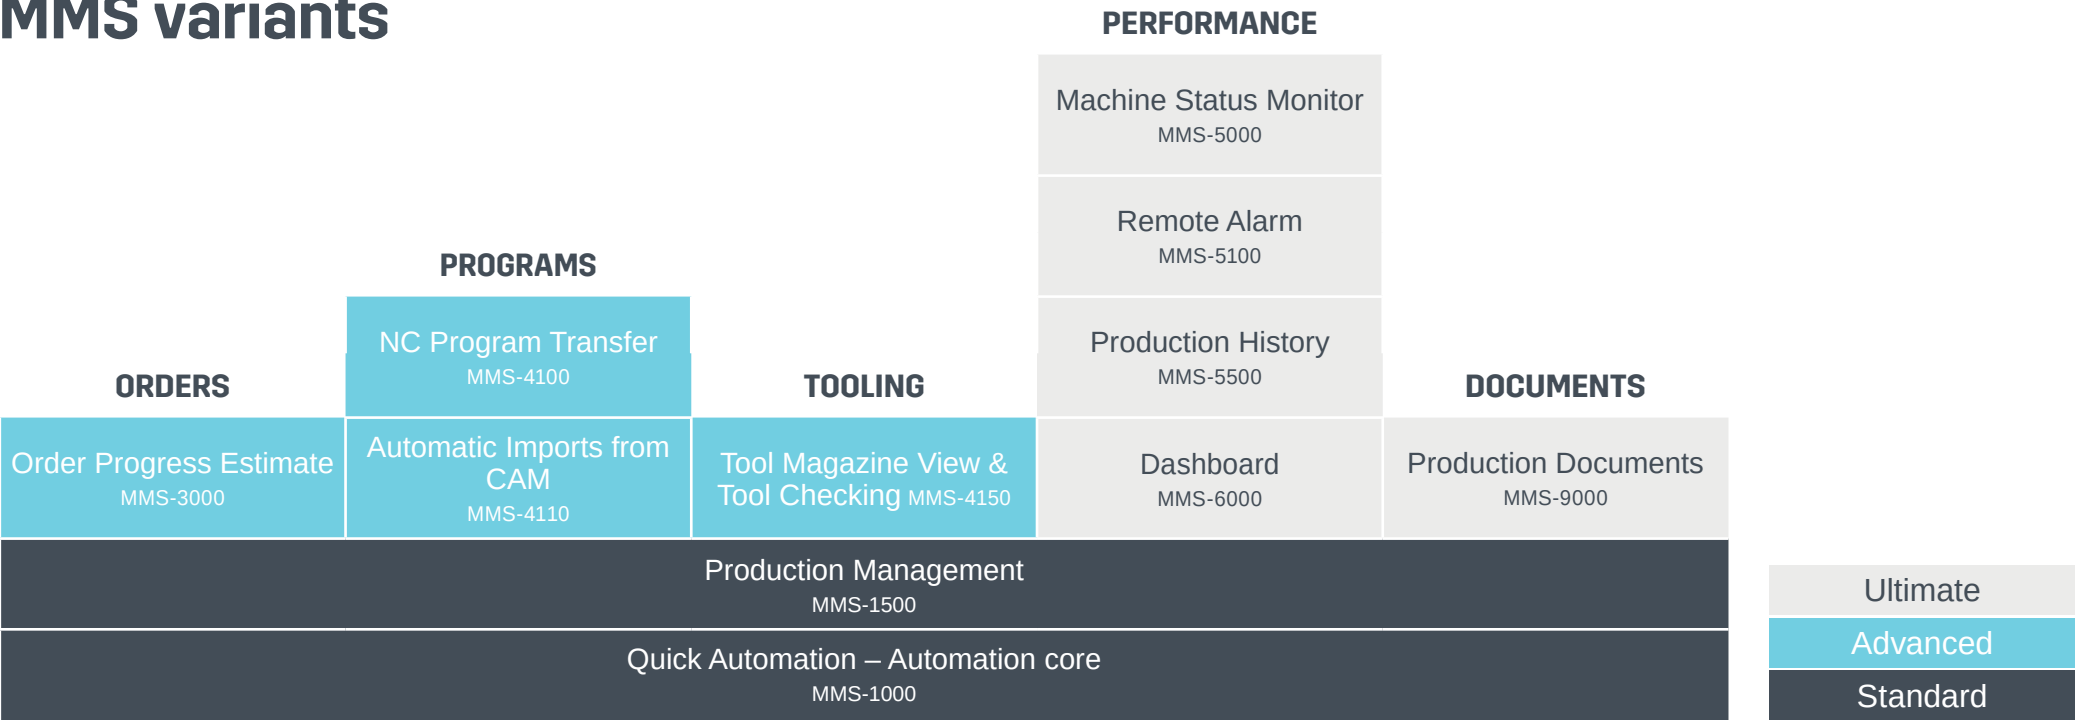 MMS variants
PERFORMANCE
Machine Status Monitor
MMS-5000
Remote Alarm
MMS-5100
PROGRAMS
NC Program Transfer
MMS-4100
Production History
MMS-5500
ORDERS
TOOLING
DOCUMENTS
Order Progress Estimate
MMS-3000
Automatic Imports from
CAM
MMS-4110
Tool Magazine View &
Tool Checking MMS-4150
Dashboard
MMS-6000
Production Documents
MMS-9000
Production Management
MMS-1500
Quick Automation – Automation core
MMS-1000
Ultimate
Advanced
Standard